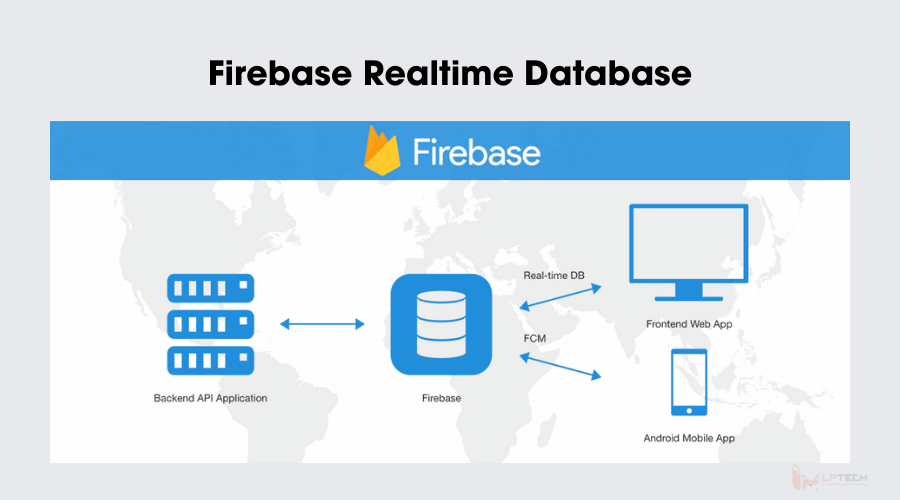 Firebase Realtime Database
Firebase
Real-time DB
Frontend Web App
FCM
Backend API Application
Firebase
Android Mobile App
LPTECH